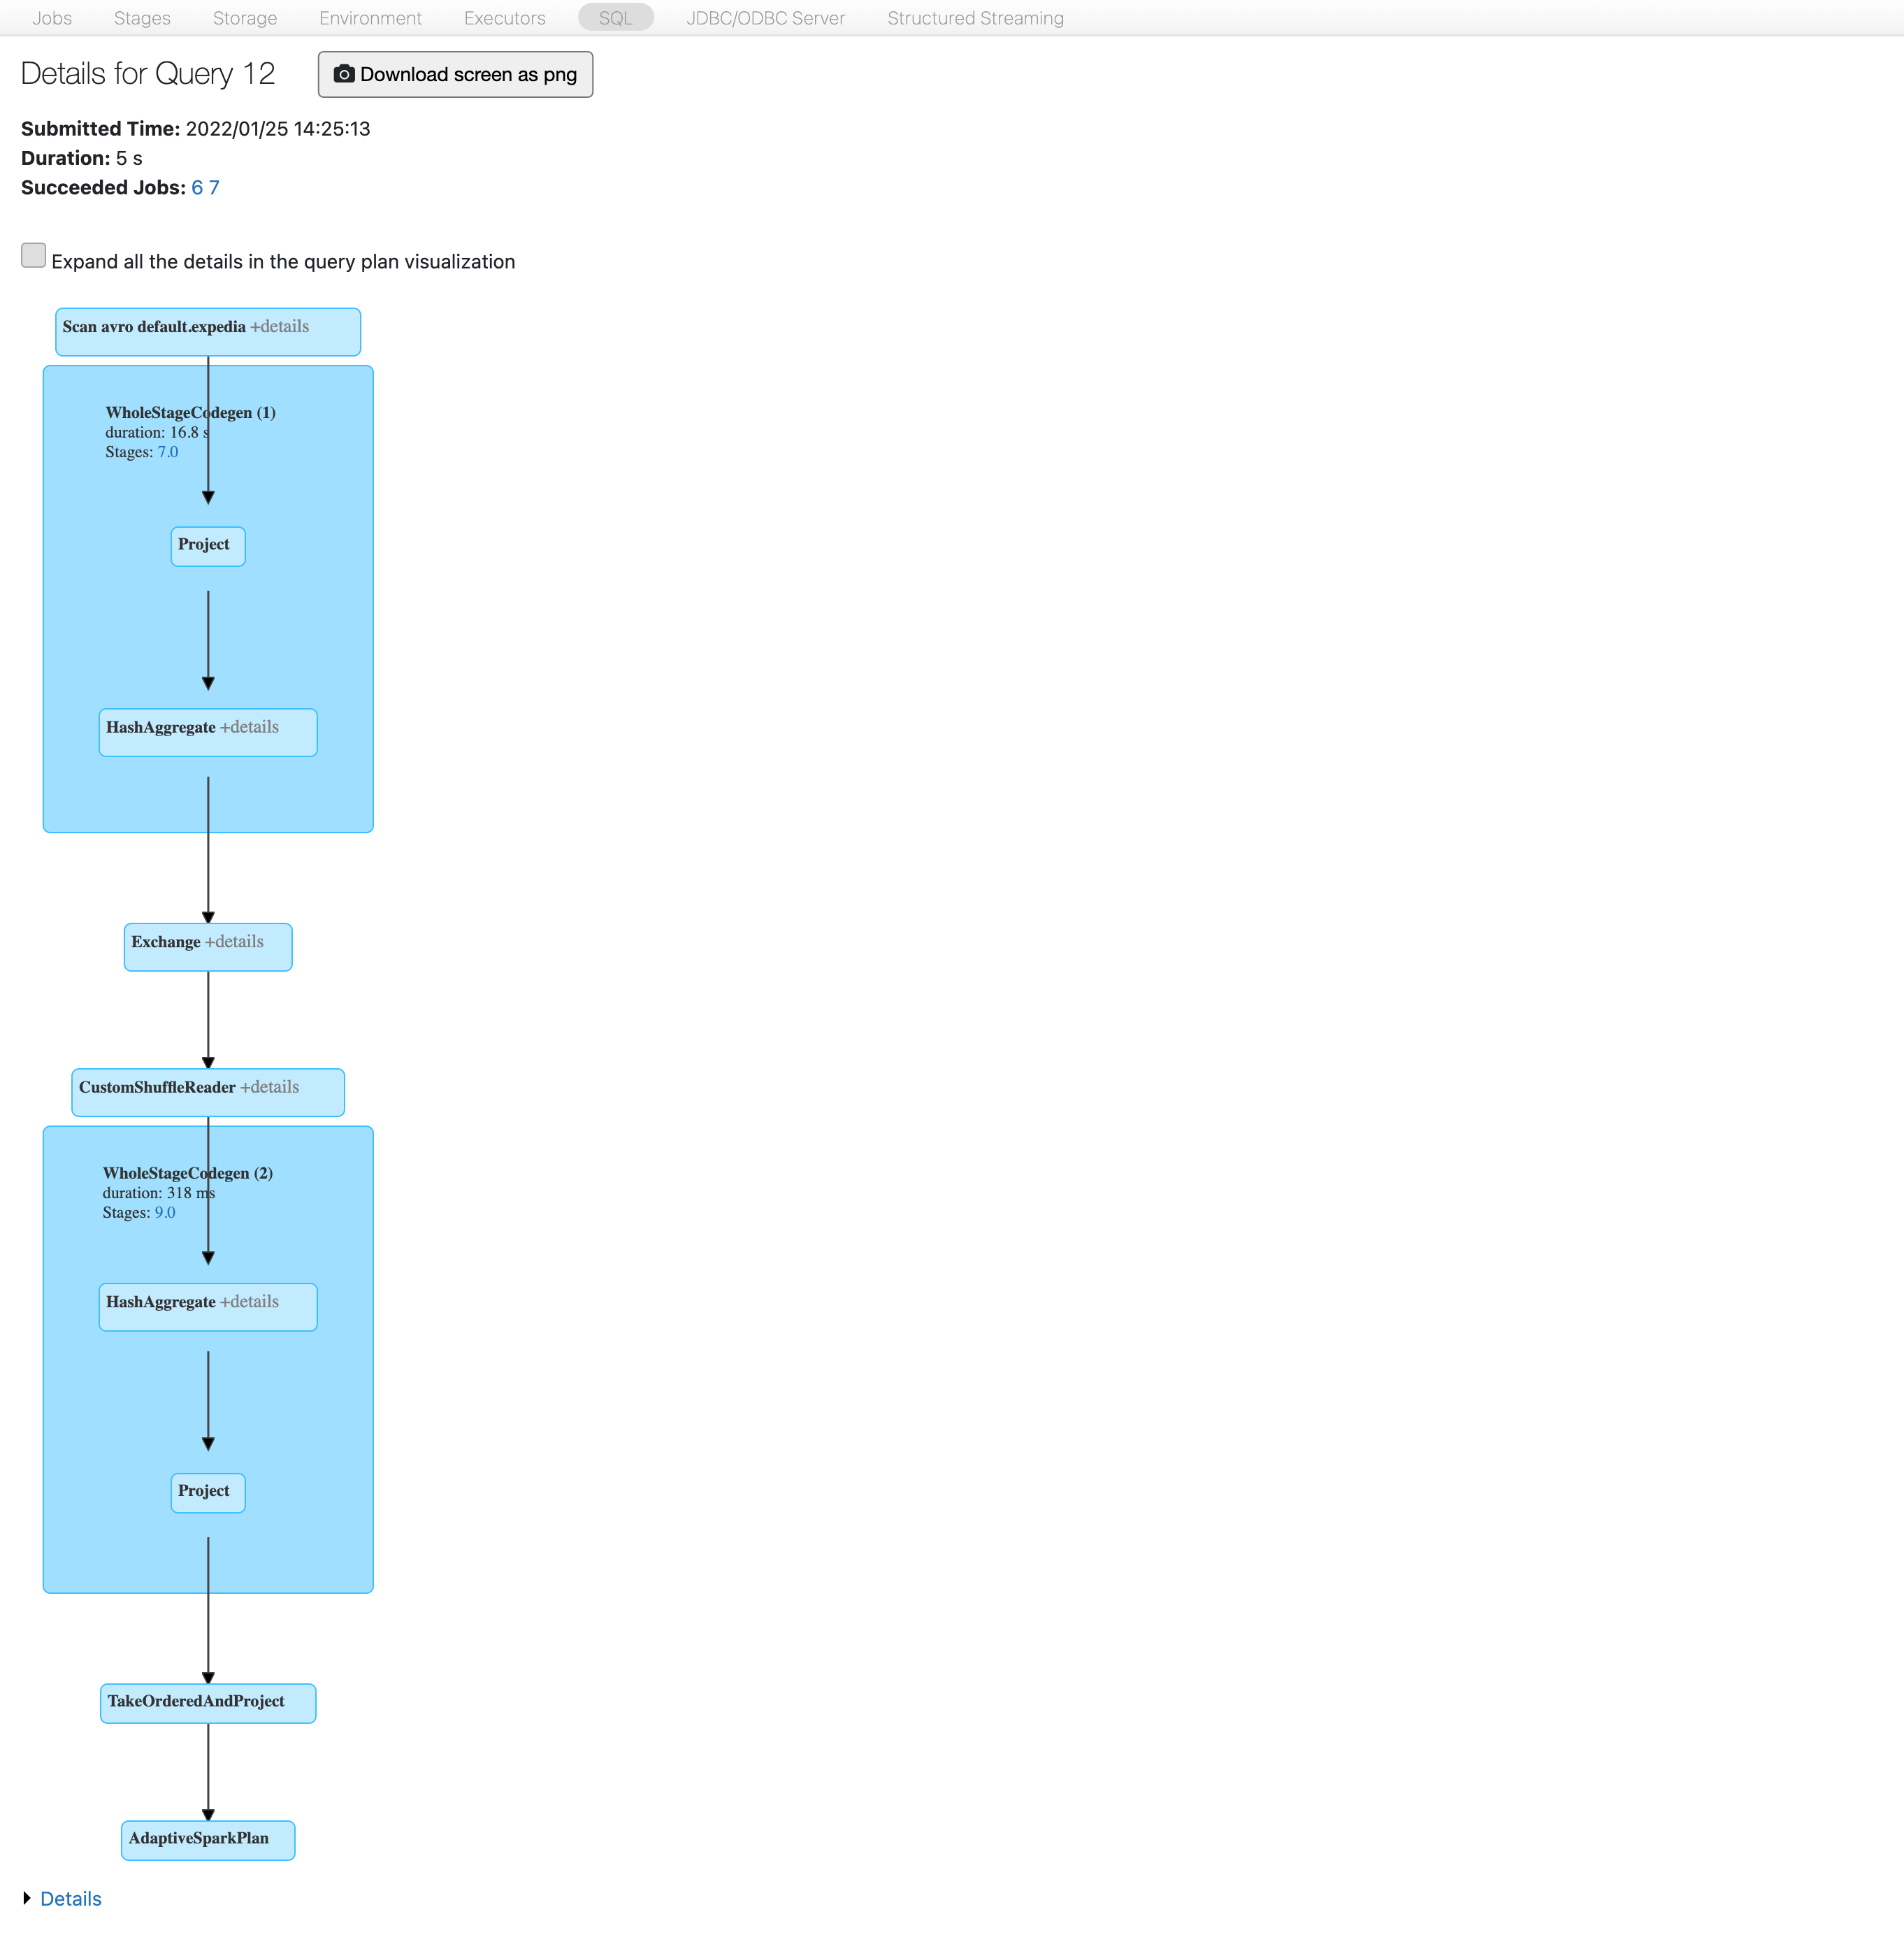 Jobs Stages Storage Environment Executors SQL JDBC/ODBC Server Structured Streaming
Details for Query 12 Download screen as png
Submitted Time: 2022/01/25 14:25:13
Duration: 5 s
Succeeded Jobs: 6 7
Expand all the details in the query plan visualization
Scan avro default.expedia +details
WholeStageCodegen (1)
duration: 16.8 s
Stages: 7.0
Project
HashAggregate +details
Exchange +details
CustomShuffleReader +details
WholeStageCodegen (2)
duration: 318 ms
Stages: 9.0
HashAggregate +details
Project
TakeOrderedAndProject
AdaptiveSparkPlan
Details